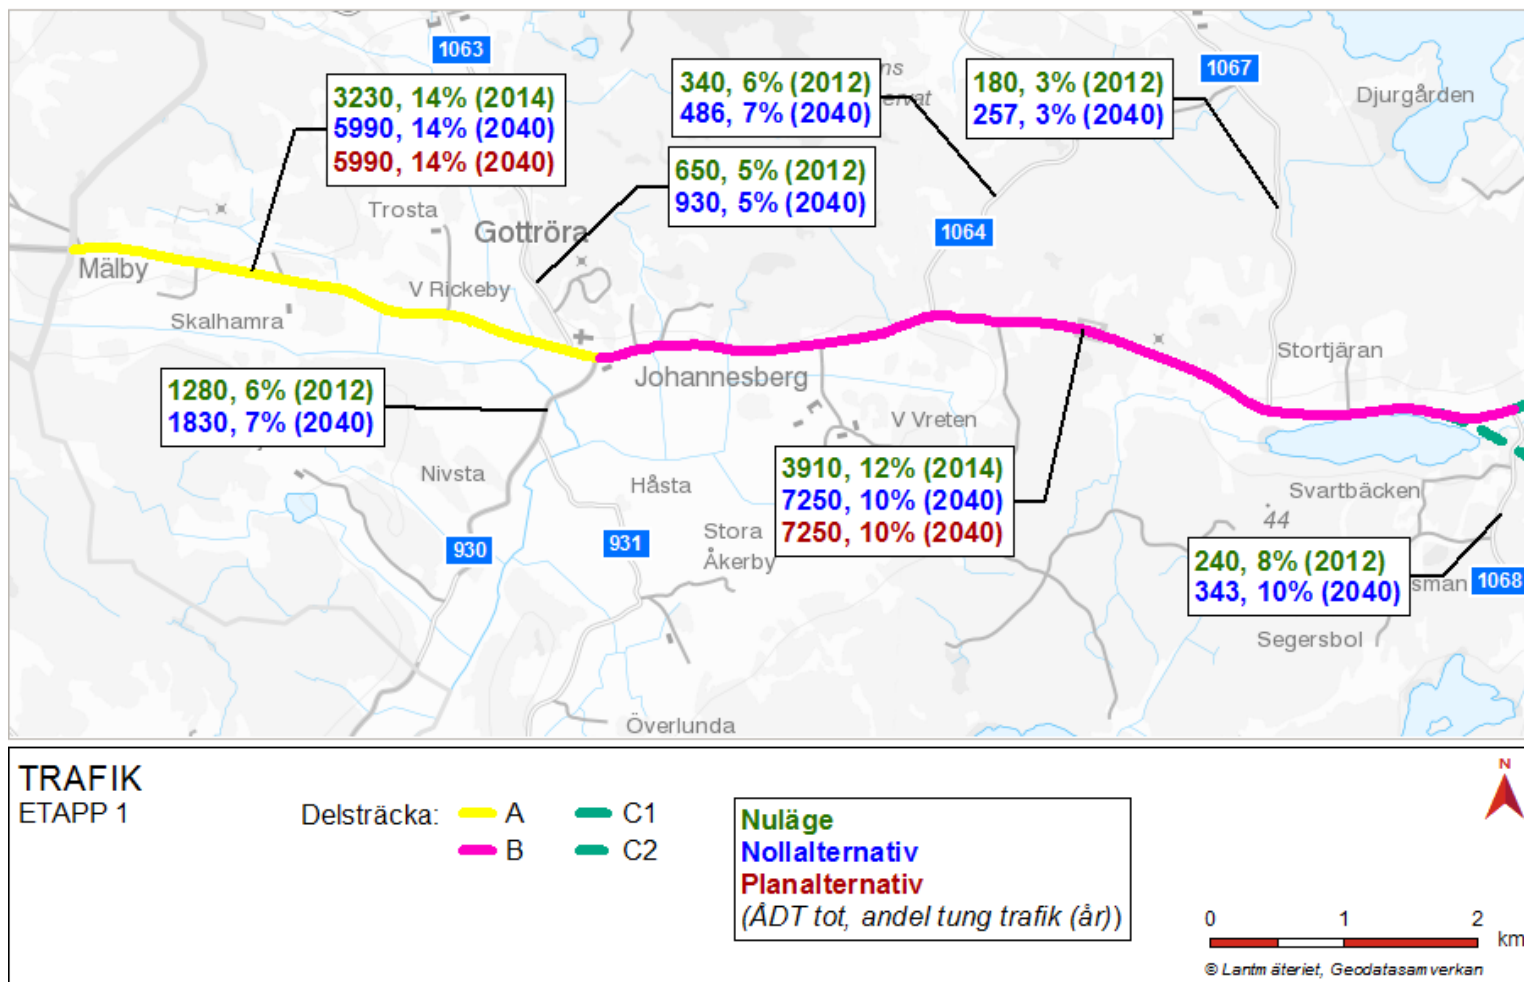 1063
1067
3230, 14% (2014)
5990, 14% (2040)
5990, 14% (2040)
340, 6% (2012)
486, 7% (2040)
ns
ervat
180, 3% (2012)
257, 3% (2040)
Djurgården
650, 5% (2012)
930, 5% (2040)
Trosta
Gottröra
1064
Mälby
V Rickeby
Skalhamra
Stortjäran
Johannesberg
1280, 6% (2012)
1830, 7% (2040)
V Vreten
3910, 12% (2014)
7250, 10% (2040)
7250, 10% (2040)
Nivsta
Håsta
Svartbäcken
44
Stora
Åkerby
930
931
240, 8% (2012)
343, 10% (2040)
sman
1068
Segersbol
Överlunda
TRAFIK
ETAPP 1
Delsträcka:
A
C1
B
C2
Nuläge
Nollalternativ
Planalternativ
(ÅDT tot, andel tung trafik (år))
N
0 1 2
km
© Lantmäteriet, Geodatasamverkan